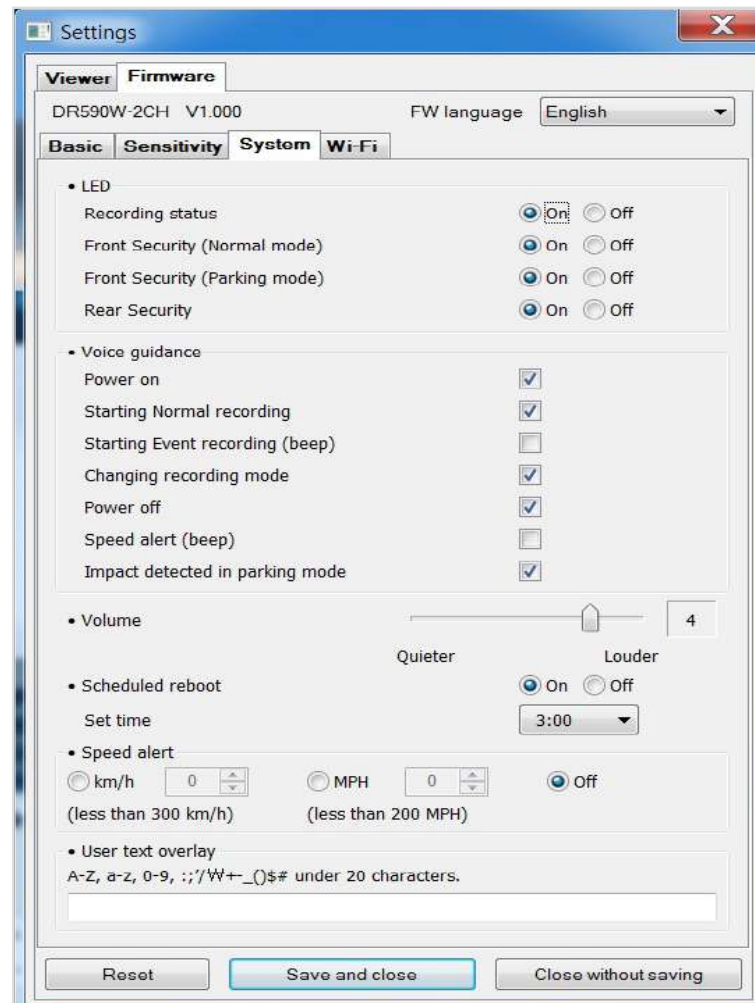 Settings
Viewer Firmware
DR590W-2CH V1.000 FW language English
Basic Sensitivity System Wi-Fi
• LED
Recording status On Off
Front Security (Normal mode) On Off
Front Security (Parking mode) On Off
Rear Security On Off
• Voice guidance
Power on
Starting Normal recording
Starting Event recording (beep)
Changing recording mode
Power off
Speed alert (beep)
Impact detected in parking mode
• Volume 4
Quieter Louder
• Scheduled reboot On Off
Set time 3:00
• Speed alert
km/h 0 MPH 0 Off
(less than 300 km/h) (less than 200 MPH)
• User text overlay
A-Z, a-z, 0-9, :;'/₩+-_()$# under 20 characters.
Reset Save and close Close without saving